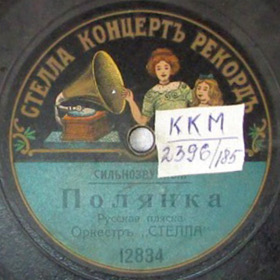 СТЕЛЛА КОНЦЕРТЪ РЕКОРДЪ
ККМ
2396/185
Полянка
Русская пляска
Оркестръ „СТЕЛЛА"
12834